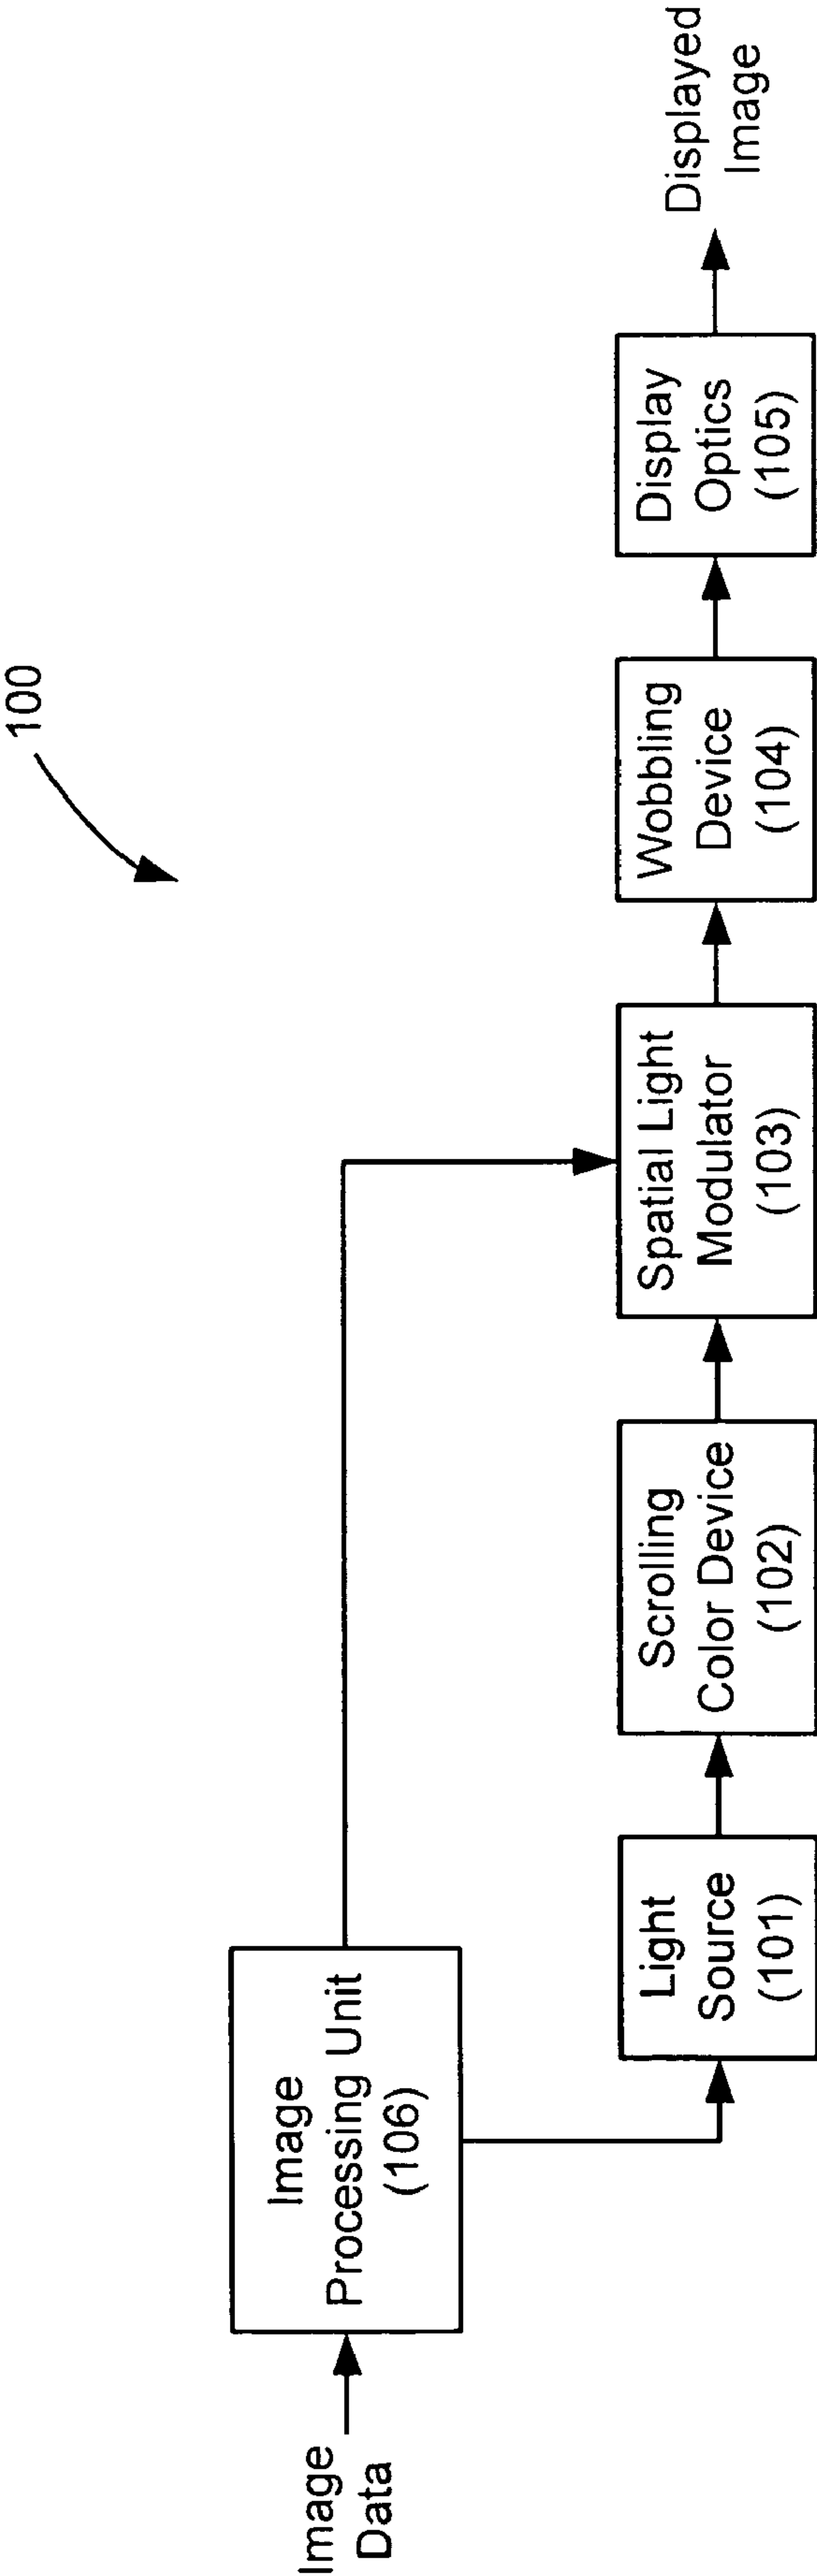 100
Image
Data
Image
Processing Unit
(106)
Light
Source
(101)
Scrolling
Color Device
(102)
Spatial Light
Modulator
(103)
Wobbling
Device
(104)
Display
Optics
(105)
Displayed
Image